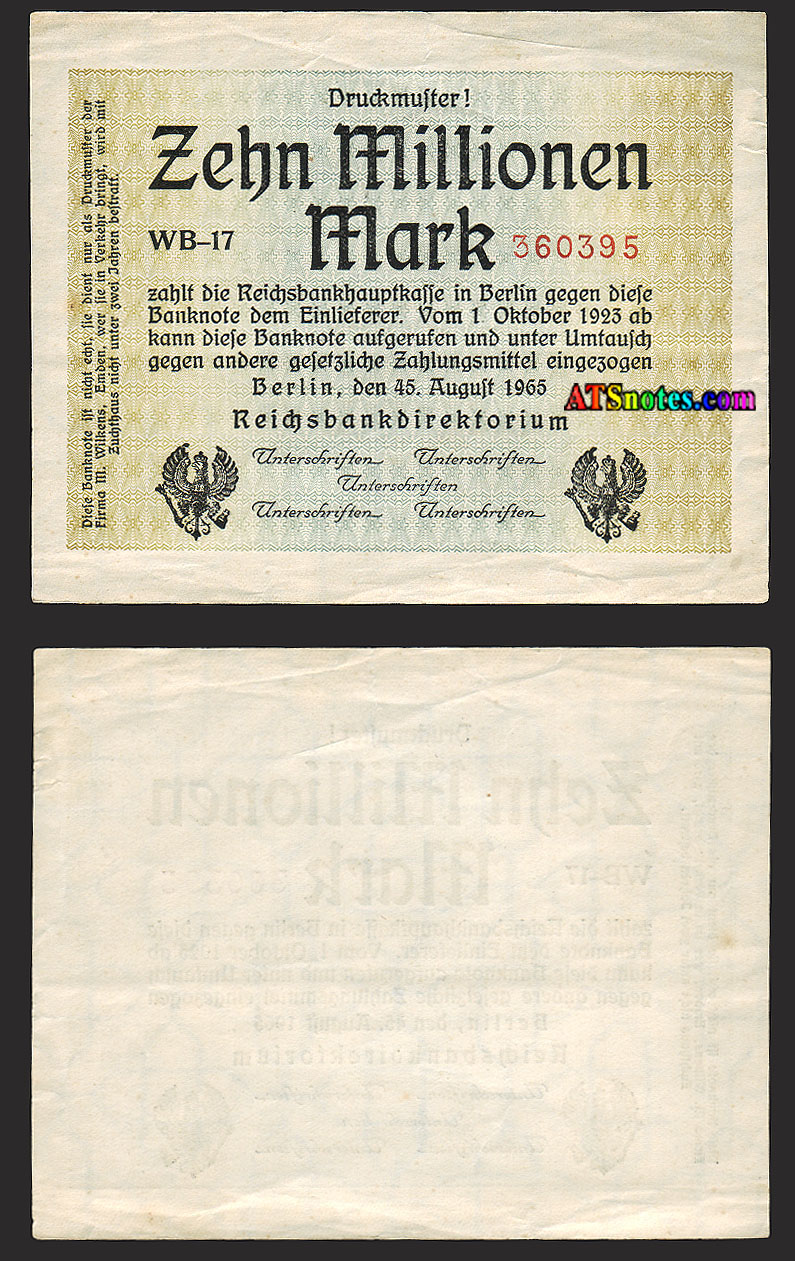 Druckmuster!
Zehn Millionen
Mark
WB-17
360395
zahlt die Reichsbankhauptkasse in Berlin gegen diese
Banknote dem Einlieferer. Vom 1. Oktober 1923 ab
kann diese Banknote aufgerufen und unter Umtausch
gegen andere gesetzliche Zahlungsmittel eingezogen
Berlin, den 45. August 1965
Reichsbankdirektorium
Unterschriften Unterschriften
Unterschriften
Unterschriften Unterschriften
Diese Banknote ist nicht echt, sie dient nur als Druckmuster der
Firma M. Wilkens, Emden, wer sie in Verkehr bringt, wird mit
Zuchthaus nicht unter zwei Jahren bestraft.
ATSnotes.com